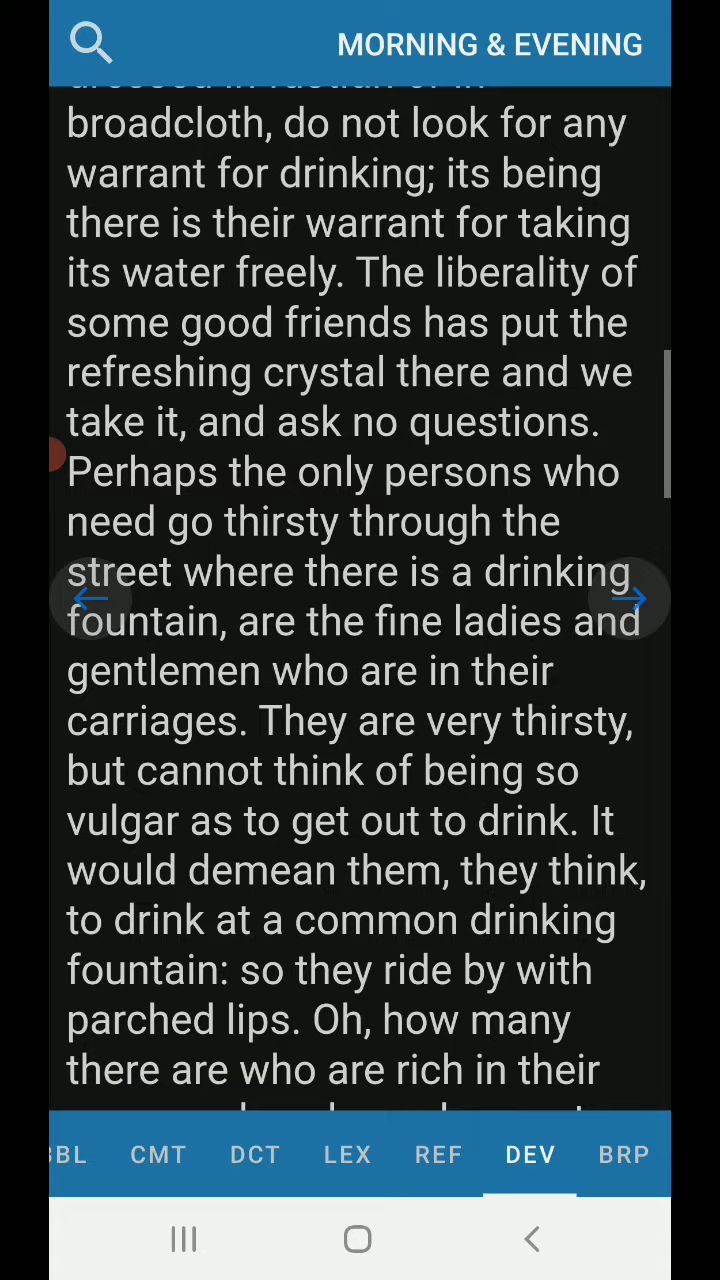 MORNING & EVENING
broadcloth, do not look for any
warrant for drinking; its being
there is their warrant for taking
its water freely. The liberality of
some good friends has put the
refreshing crystal there and we
take it, and ask no questions.
Perhaps the only persons who
need go thirsty through the
street where there is a drinking
fountain, are the fine ladies and
gentlemen who are in their
carriages. They are very thirsty,
but cannot think of being so
vulgar as to get out to drink. It
would demean them, they think,
to drink at a common drinking
fountain: so they ride by with
parched lips. Oh, how many
there are who are rich in their
BBL CMT DCT LEX REF DEV BRP